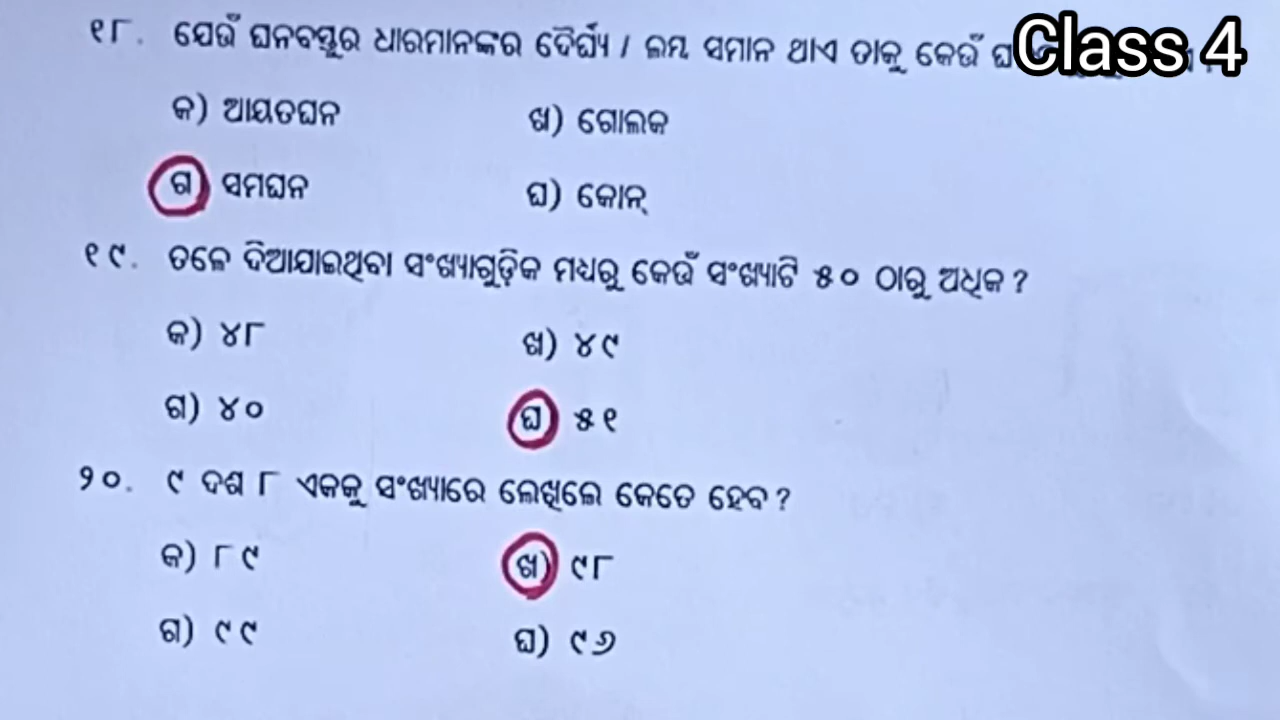 Class 4
୧୮. ଯେଉଁ ଘନବସ୍ତୁର ଧାରମାନଙ୍କର ଦୈର୍ଘ୍ୟ / ଲମ୍ବ ସମାନ ଥାଏ ତାକୁ କେଉଁ
କ) ଆୟତଘନ ଖ) ଗୋଲକ
ଗ) ସମଘନ ଘ) କୋନ୍
୧୯. ତଳେ ଦିଆଯାଇଥିବା ସଂଖ୍ୟାଗୁଡ଼ିକ ମଧ୍ୟରୁ କେଉଁ ସଂଖ୍ୟାଟି ୫୦ ଠାରୁ ଅଧିକ ?
କ) ୪୮ ଖ) ୪୯
ଗ) ୪୦ ଘ) ୫୧
୨୦. ୯ ଦଶ ୮ ଏକକୁ ସଂଖ୍ୟାରେ ଲେଖିଲେ କେତେ ହେବ ?
କ) ୮୯ ଖ) ୯୮
ଗ) ୯୯ ଘ) ୯୬